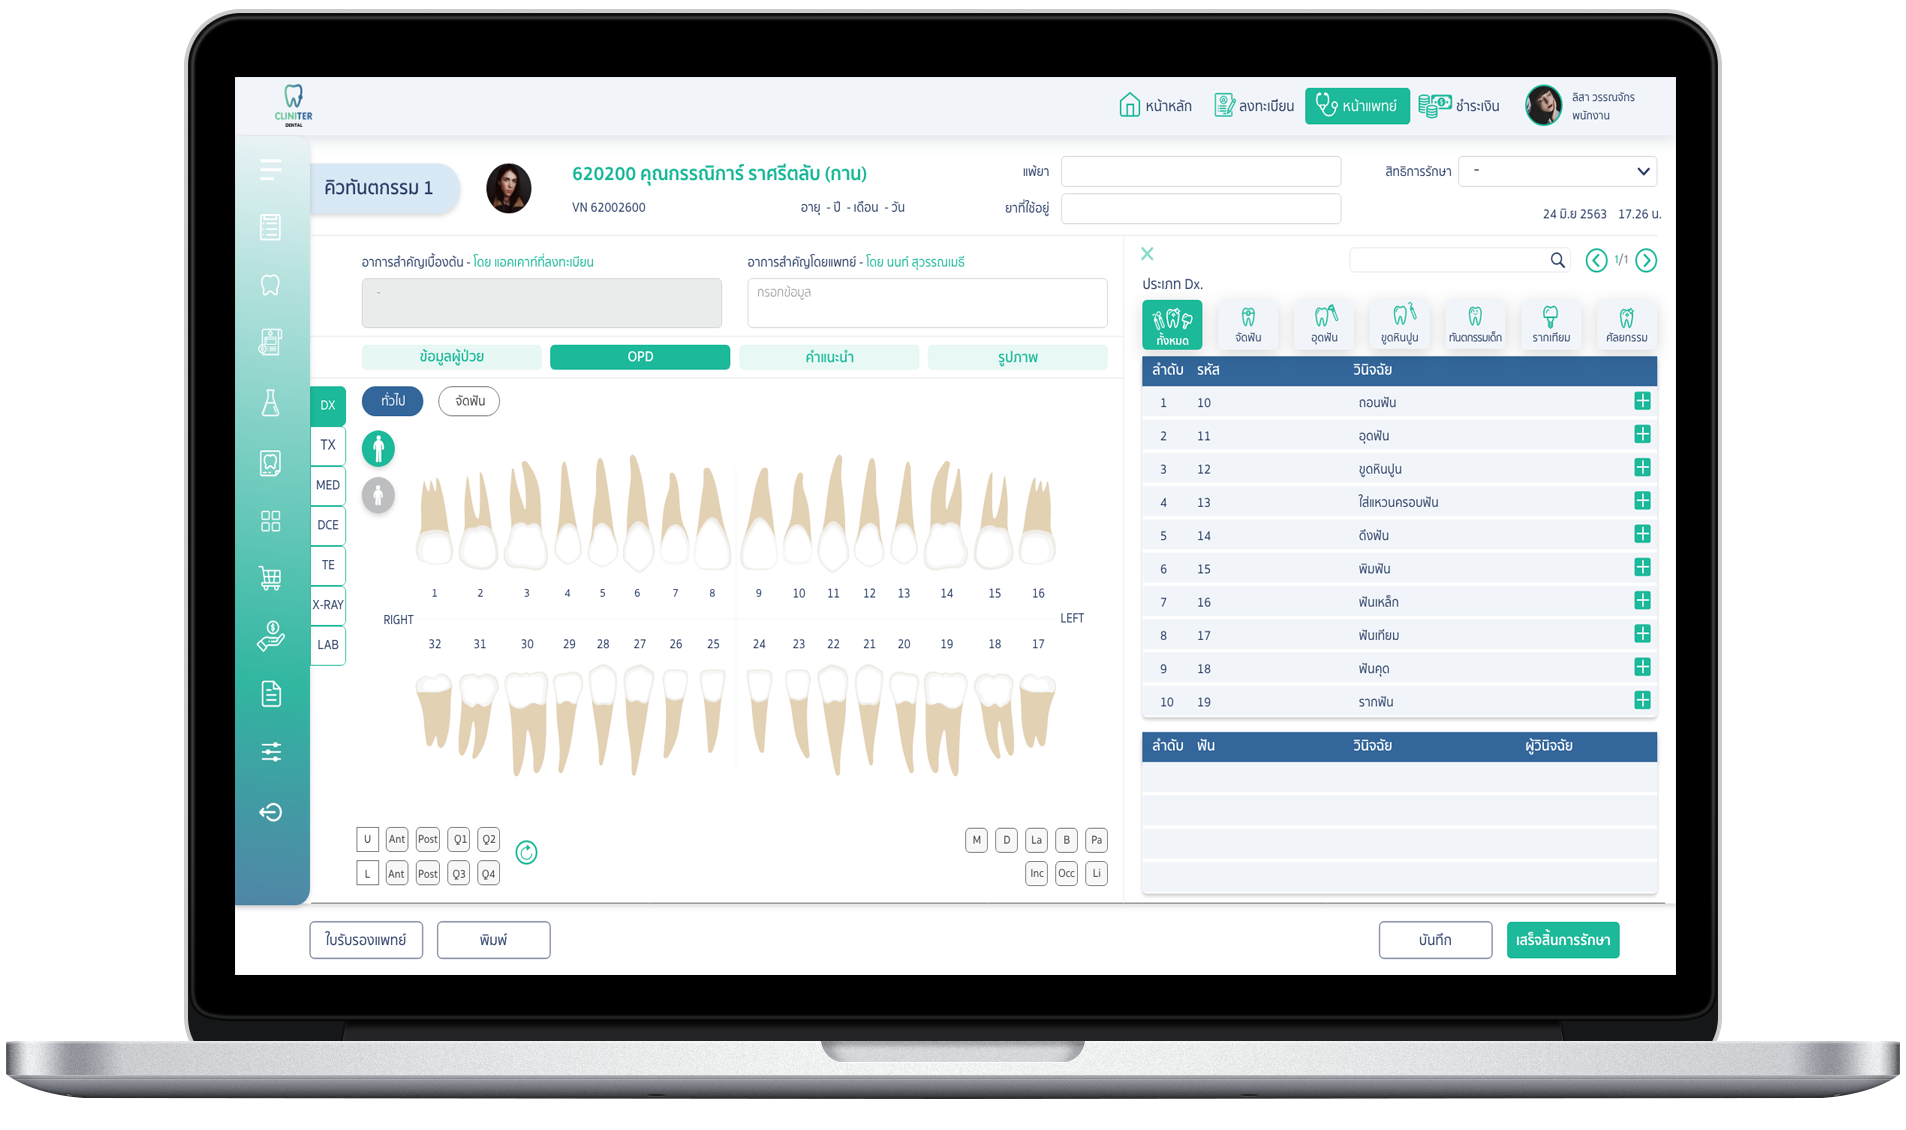 CLINITER
DENTAL
หน้าหลัก
ลงทะเบียน
หน้าแพทย์
ชำระเงิน
ลิสา วรรณจักร
พนักงาน
คิวทันตกรรม 1
620200 คุณกรรณิการ์ ราศรีตลับ (กาน)
VN 62002600
อายุ - ปี - เดือน - วัน
แพ้ยา
ยาที่ใช้อยู่
สิทธิการรักษา
-
24 มิ.ย 2563 17.26 น.
อาการสำคัญเบื้องต้น - โดย แอคเคาท์ที่ลงทะเบียน
-
อาการสำคัญโดยแพทย์ - โดย นนท์ สุวรรณเมธี
กรอกข้อมูล
ข้อมูลผู้ป่วย
OPD
คำแนะนำ
รูปภาพ
DX
TX
MED
DCE
TE
X-RAY
LAB
ทั่วไป
จัดฟัน
1 2 3 4 5 6 7 8 9 10 11 12 13 14 15 16
RIGHT
LEFT
32 31 30 29 28 27 26 25 24 23 22 21 20 19 18 17
U Ant Post Q1 Q2
L Ant Post Q3 Q4
M D La B Pa
Inc Occ Li
1/1
ประเภท Dx.
ทั้งหมด
จัดฟัน
อุดฟัน
ขูดหินปูน
ทันตกรรมเด็ก
รากเทียม
ศัลยกรรม
ลำดับ รหัส วินิจฉัย
1 10 ถอนฟัน
2 11 อุดฟัน
3 12 ขูดหินปูน
4 13 ใส่แหวนครอบฟัน
5 14 ดึงฟัน
6 15 พิมฟัน
7 16 ฟันเหล็ก
8 17 ฟันเทียม
9 18 ฟันคุด
10 19 รากฟัน
ลำดับ ฟัน วินิจฉัย ผู้วินิจฉัย
ใบรับรองแพทย์
พิมพ์
บันทึก
เสร็จสิ้นการรักษา